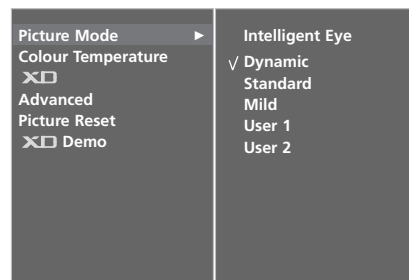 Picture Mode ►
Colour Temperature
XD
Advanced
Picture Reset
XD Demo
Intelligent Eye
√ Dynamic
Standard
Mild
User 1
User 2